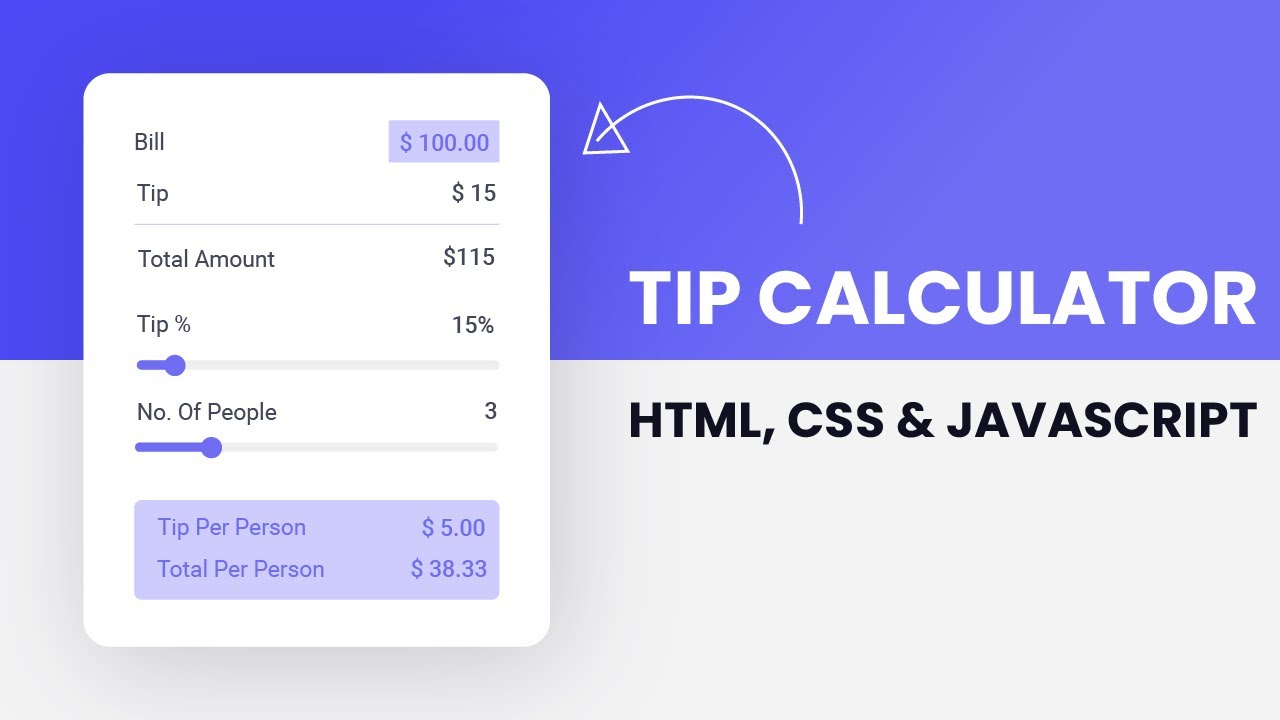 Bill $ 100.00
Tip $ 15
Total Amount $115
Tip % 15%
No. Of People 3
Tip Per Person $ 5.00
Total Per Person $ 38.33
TIP CALCULATOR
HTML, CSS & JAVASCRIPT